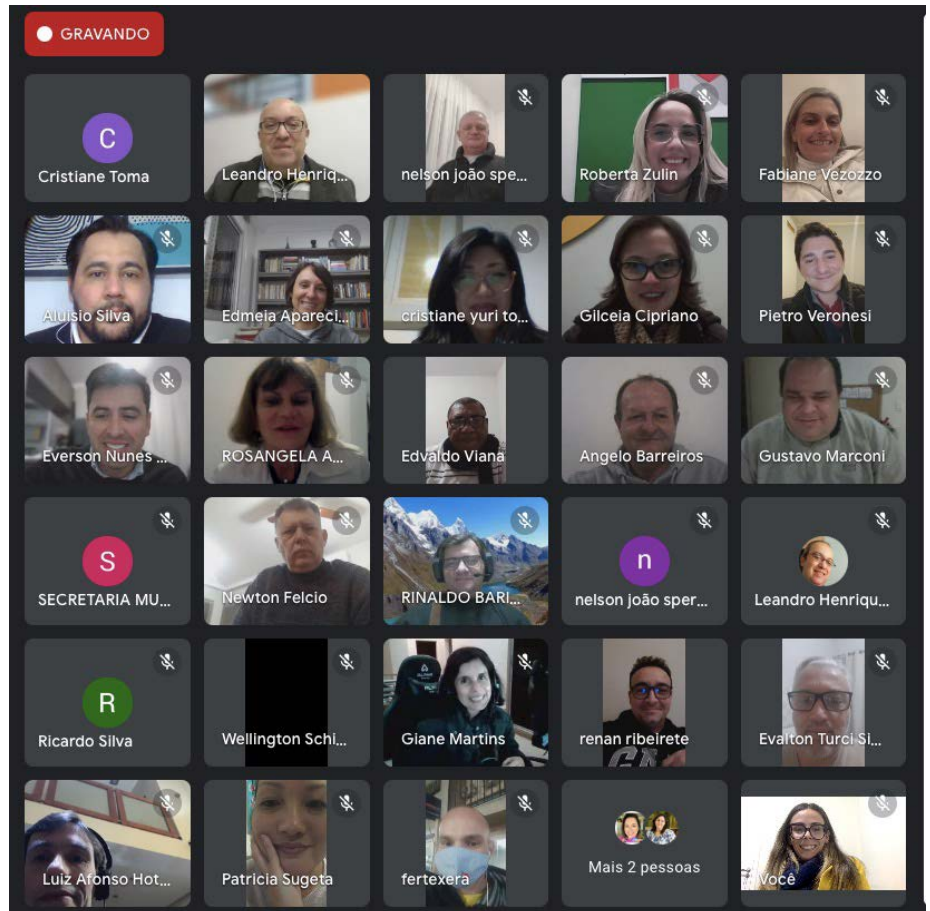 GRAVANDO
C
Cristiane Toma
Leandro Henriq...
nelson joão spe...
Roberta Zulin
Fabiane Vezozzo
Aluisio Silva
Edmeia Apareci...
cristiane yuri to...
Gilceia Cipriano
Pietro Veronesi
Everson Nunes ...
ROSANGELA A...
Edvaldo Viana
Angelo Barreiros
Gustavo Marconi
S
SECRETARIA MU...
Newton Felcio
RINALDO BARI...
n
nelson joão sper...
Leandro Henriqu...
R
Ricardo Silva
Wellington Schi...
Giane Martins
renan ribeirete
Evalton Turci Si...
Luiz Afonso Hot...
Patricia Sugeta
fertexera
Mais 2 pessoas
Você